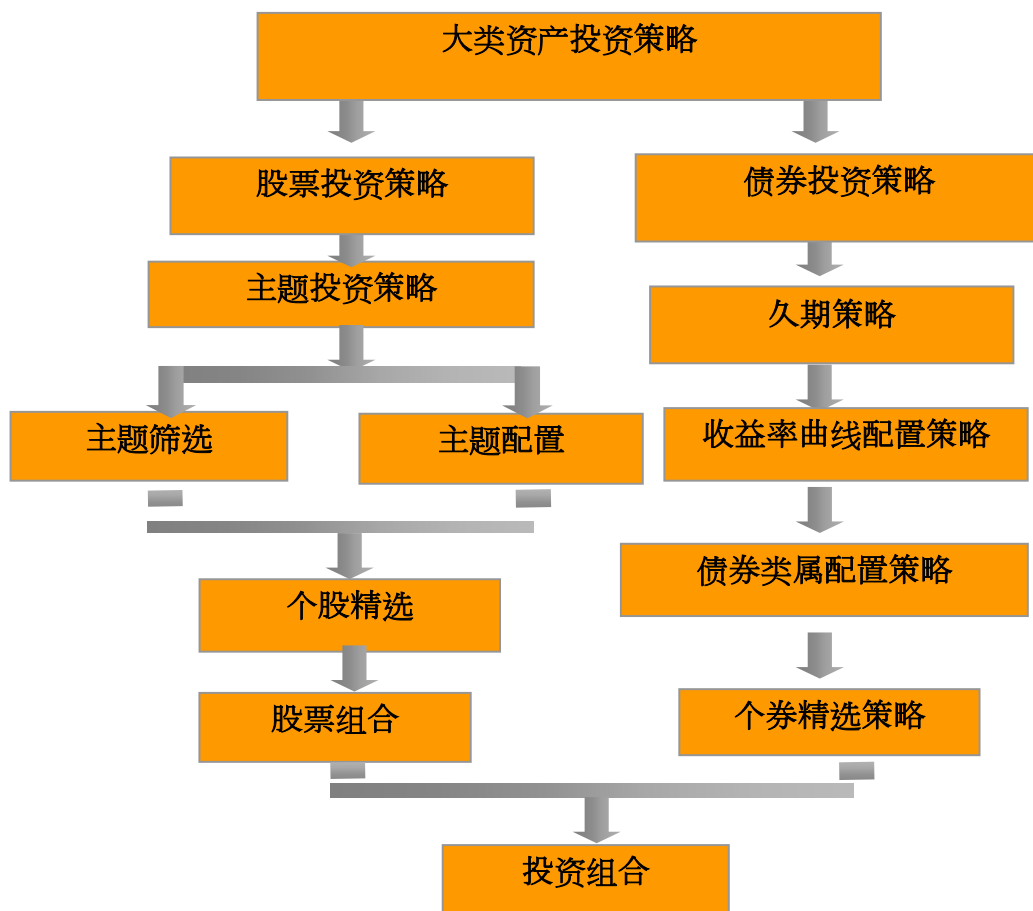 大类资产投资策略
股票投资策略
债券投资策略
主题投资策略
久期策略
主题筛选
主题配置
收益率曲线配置策略
债券类属配置策略
个股精选
股票组合
个券精选策略
投资组合